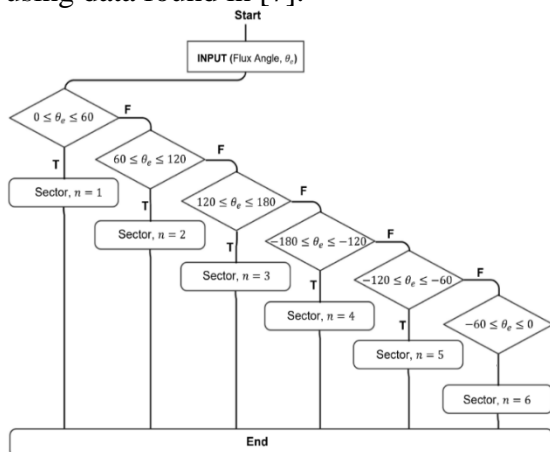 using data found in [7].
Start
INPUT (Flux Angle, θₑ)
0 ≤ θₑ ≤ 60
F
T
Sector, n = 1
60 ≤ θₑ ≤ 120
F
T
Sector, n = 2
120 ≤ θₑ ≤ 180
F
T
Sector, n = 3
−180 ≤ θₑ ≤ −120
F
T
Sector, n = 4
−120 ≤ θₑ ≤ −60
F
T
Sector, n = 5
−60 ≤ θₑ ≤ 0
Sector, n = 6
End